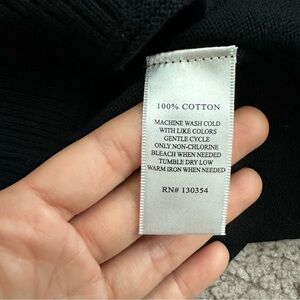 100% COTTON
MACHINE WASH COLD
WITH LIKE COLORS
GENTLE CYCLE
ONLY NON-CHLORINE
BLEACH WHEN NEEDED
TUMBLE DRY LOW
WARM IRON WHEN NEEDED
RN# 130354